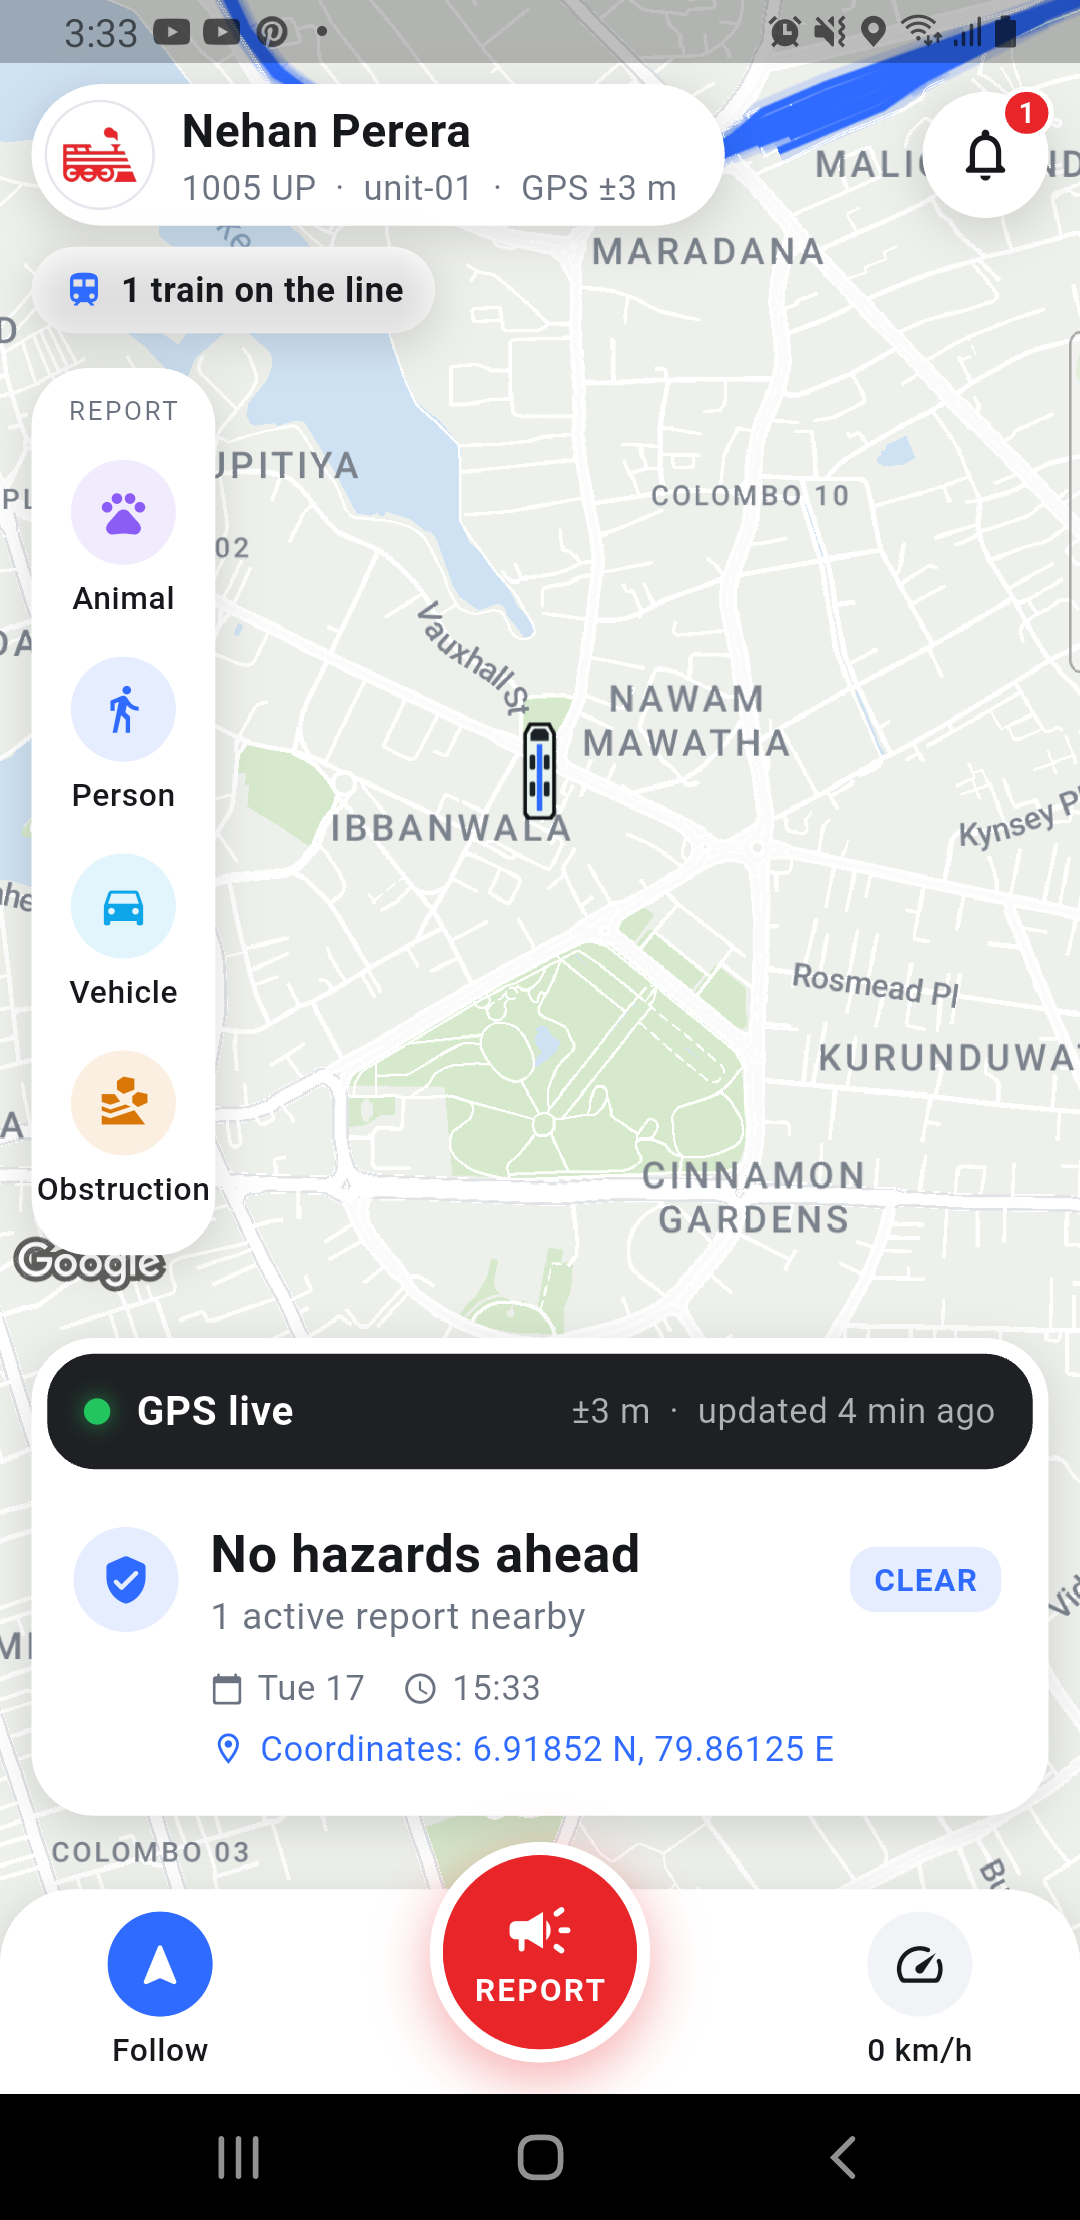 3:33
Nehan Perera
1005 UP · unit-01 · GPS ±3 m
1
MARADANA
1 train on the line
REPORT
UPITIYA
COLOMBO 10
02
Animal
Vauxhall St
NAWAM
MAWATHA
Person
IBBANWALA
Kynsey P
Vehicle
Rosmead Pl
KURUNDUWAT
Obstruction
CINNAMON
GARDENS
Google
GPS live
±3 m · updated 4 min ago
No hazards ahead
CLEAR
1 active report nearby
Tue 17
15:33
Coordinates: 6.91852 N, 79.86125 E
COLOMBO 03
REPORT
Follow
0 km/h